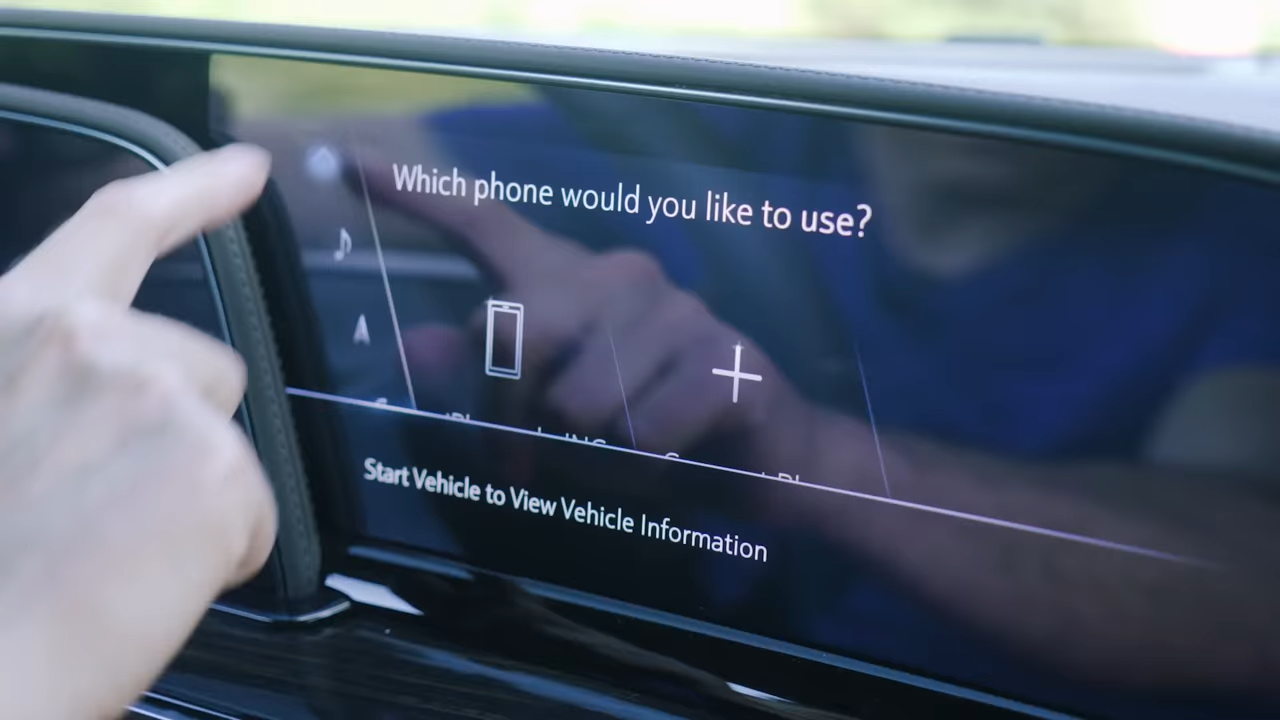 Which phone would you like to use?
Start Vehicle to View Vehicle Information